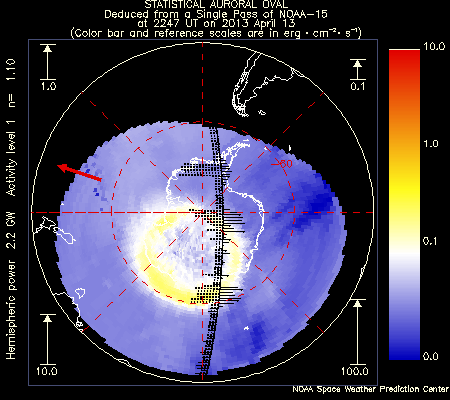 STATISTICAL AURORAL OVAL
Deduced from a Single Pass of NOAA-15
at 2247 UT on 2013 April 13
(Color bar and reference scales are in erg · cm⁻² · s⁻¹)
1.0
0.1
10.0
100.0
-60
Hemispheric power 2.2 GW Activity level 1 n= 1.10
10.0
1.0
0.1
0.0
NOAA Space Weather Prediction Center